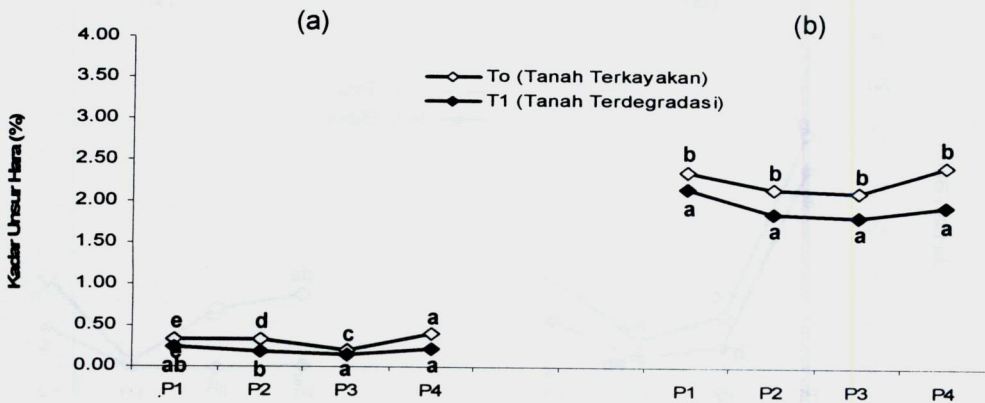 (a) (b)
4.00
3.50
3.00
2.50
2.00
1.50
1.00
0.50
0.00
Kadar Unsur Hara (%)
To (Tanah Terkayakan)
T1 (Tanah Terdegradasi)
b b b b
a a a a
e d c a
e
ab b a a
P1 P2 P3 P4 P1 P2 P3 P4